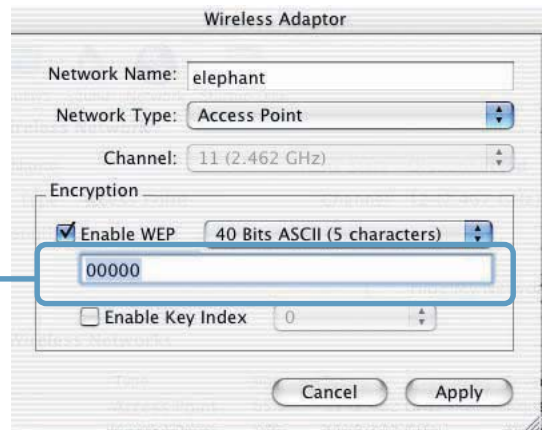 Wireless Adaptor
Network Name: elephant
Network Type: Access Point
Channel: 11 (2.462 GHz)
Encryption
Enable WEP 40 Bits ASCII (5 characters)
00000
Enable Key Index 0
Cancel Apply